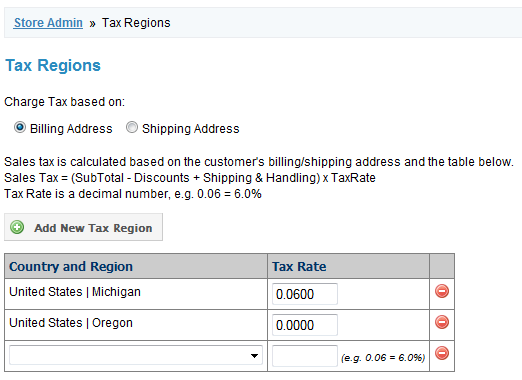 Store Admin » Tax Regions
Tax Regions
Charge Tax based on:
Billing Address Shipping Address
Sales tax is calculated based on the customer's billing/shipping address and the table below.
Sales Tax = (SubTotal - Discounts + Shipping & Handling) x TaxRate
Tax Rate is a decimal number, e.g. 0.06 = 6.0%
Add New Tax Region
Country and Region Tax Rate
United States | Michigan 0.0600
United States | Oregon 0.0000
(e.g. 0.06 = 6.0%)